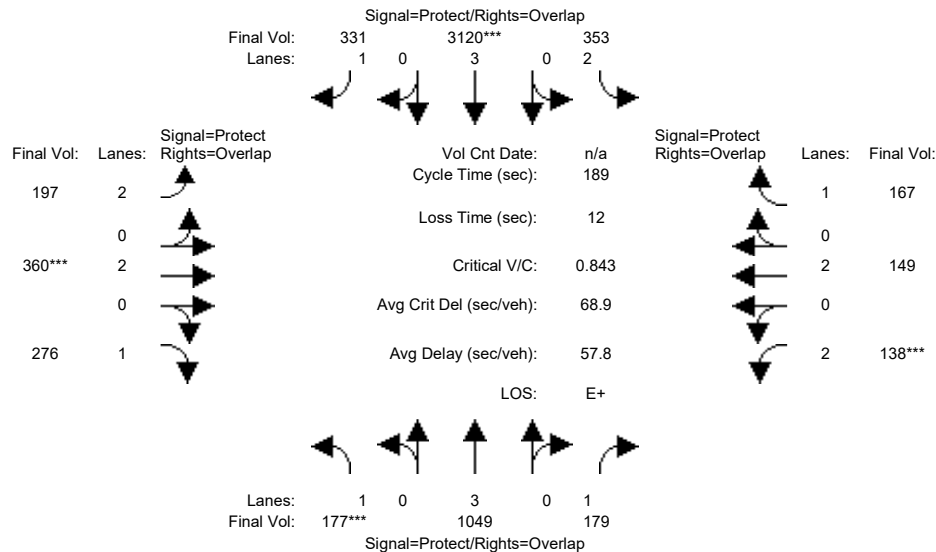 Signal=Protect/Rights=Overlap
Final Vol: 331 3120*** 353
Lanes: 1 0 3 0 2
Signal=Protect Signal=Protect
Final Vol: Lanes: Rights=Overlap Vol Cnt Date: n/a Rights=Overlap Lanes: Final Vol:
Cycle Time (sec): 189
197 2 1 167
Loss Time (sec): 12
0 0
360*** 2 Critical V/C: 0.843 2 149
0 Avg Crit Del (sec/veh): 68.9 0
276 1 Avg Delay (sec/veh): 57.8 2 138***
LOS: E+
Lanes: 1 0 3 0 1
Final Vol: 177*** 1049 179
Signal=Protect/Rights=Overlap